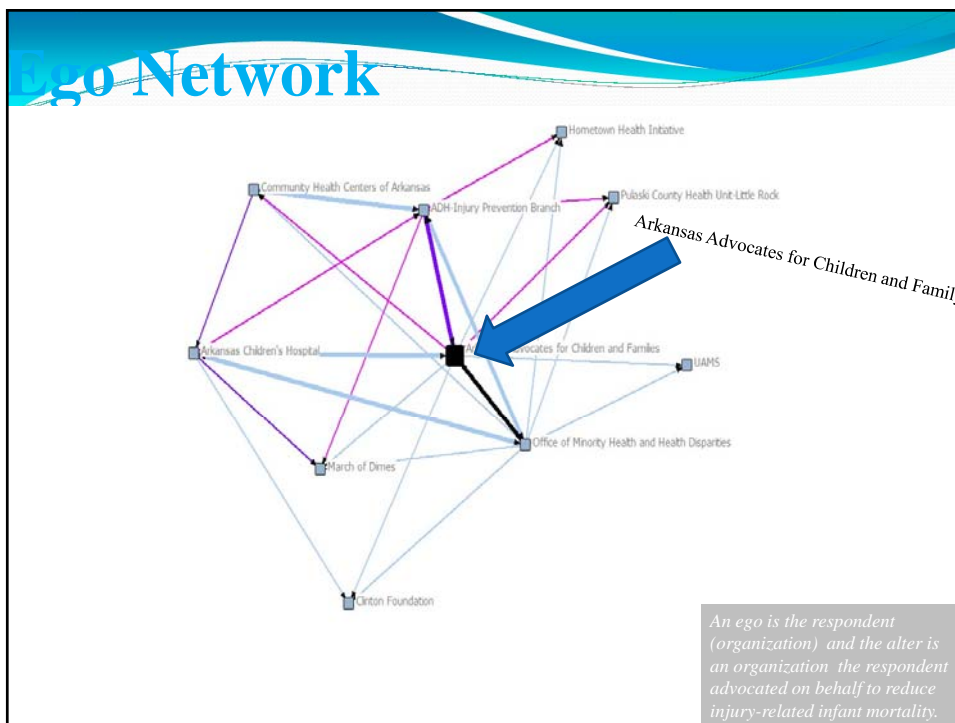 Ego Network
Hometown Health Initiative
Community Health Centers of Arkansas
Pulaski County Health Unit-Little Rock
ADH-Injury Prevention Branch
Arkansas Advocates for Children and Family
Arkansas Children's Hospital
Advocates for Children and Familes
UAMS
Office of Minority Health and Health Disparities
March of Dimes
Clinton Foundation
An ego is the respondent
(organization) and the alter is
an organization the respondent
advocated on behalf to reduce
injury-related infant mortality.